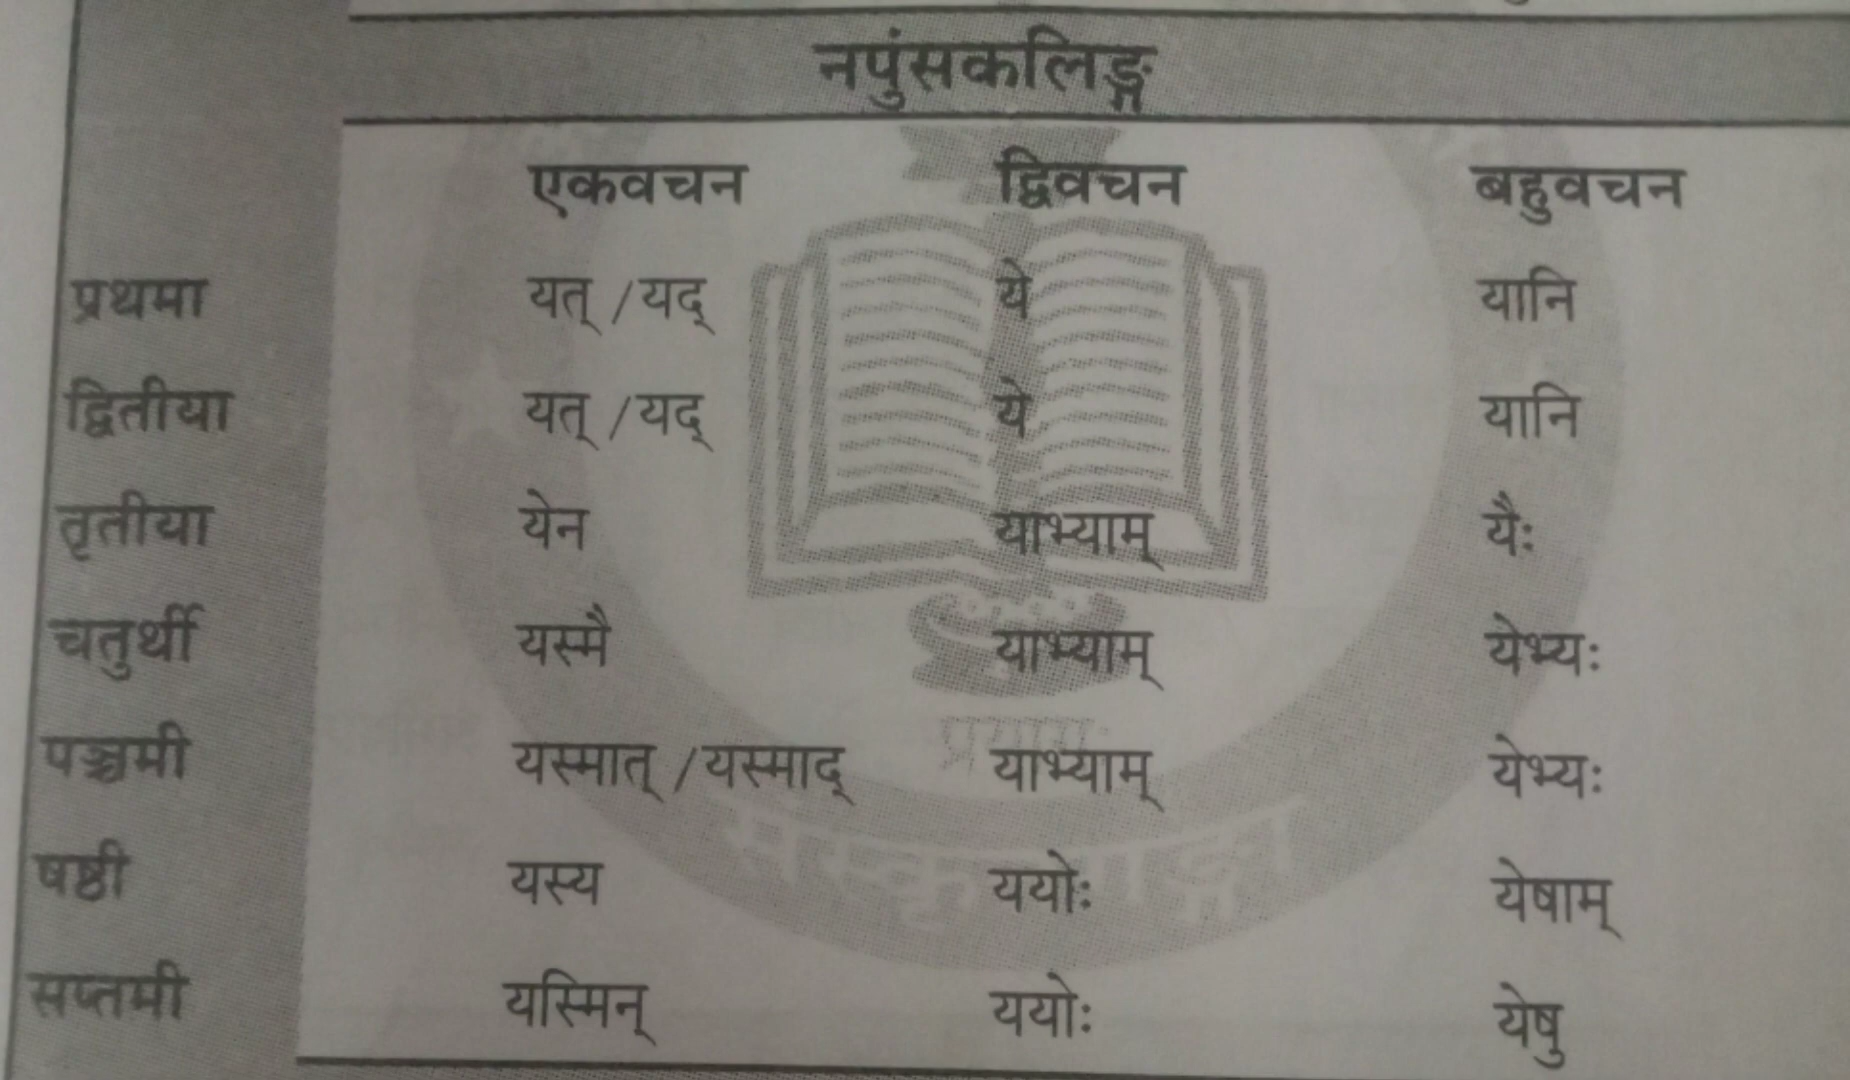 नपुंसकलिङ्ग
एकवचन द्विवचन बहुवचन
प्रथमा यत् /यद् ये यानि
द्वितीया यत् /यद् ये यानि
तृतीया येन याभ्याम् यैः
चतुर्थी यस्मै याभ्याम् येभ्यः
पञ्चमी यस्मात् /यस्माद् याभ्याम् येभ्यः
षष्ठी यस्य ययोः येषाम्
सप्तमी यस्मिन् ययोः येषु